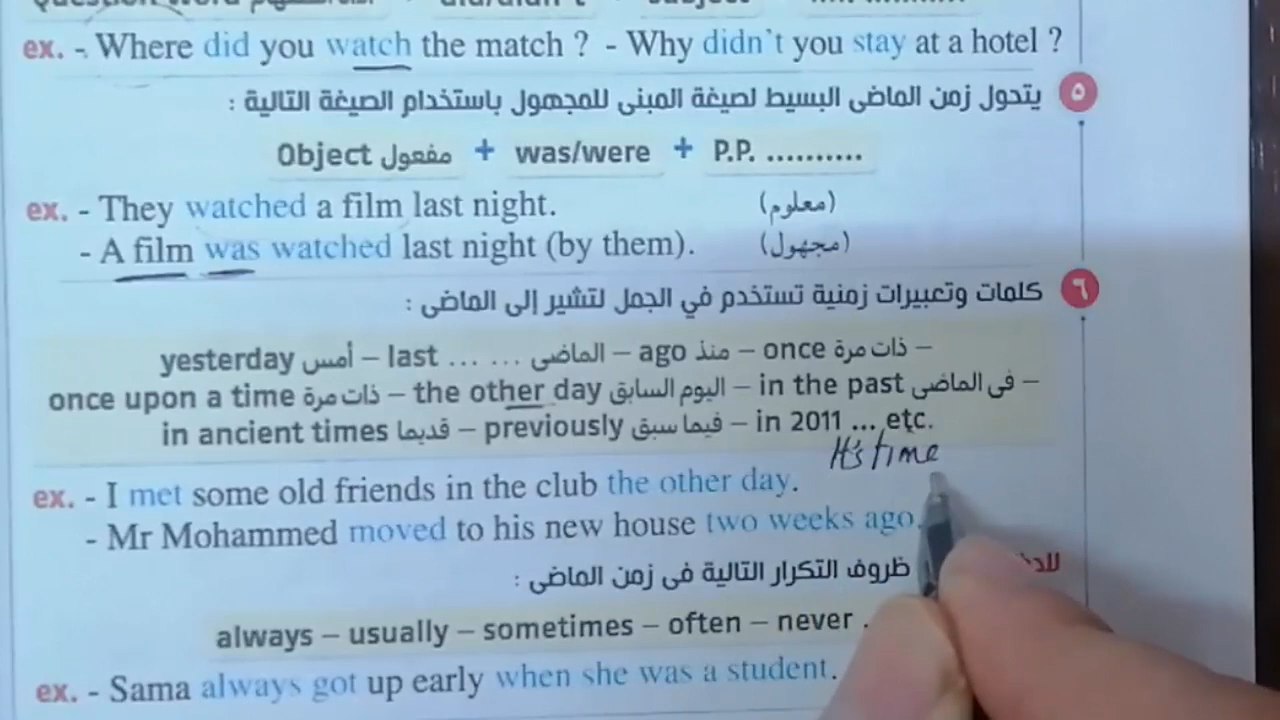 ex. - Where did you watch the match ? - Why didn't you stay at a hotel ?
٥ يتحول زمن الماضى البسيط لصيغة المبنى للمجهول باستخدام الصيغة التالية :
Object مفعول + was/were + P.P. ..........
ex. - They watched a film last night. (معلوم)
- A film was watched last night (by them). (مجهول)
٦ كلمات وتعبيرات زمنية تستخدم في الجمل لتشير إلى الماضى :
yesterday أمس – last ... ... الماضى – ago منذ – once ذات مرة –
once upon a time ذات مرة – the other day اليوم السابق – in the past فى الماضى –
in ancient times قديما – previously فيما سبق – in 2011 ... etc.
It's time
ex. - I met some old friends in the club the other day.
- Mr Mohammed moved to his new house two weeks ago.
ظروف التكرار التالية فى زمن الماضى :
always – usually – sometimes – often – never .
ex. - Sama always got up early when she was a student.